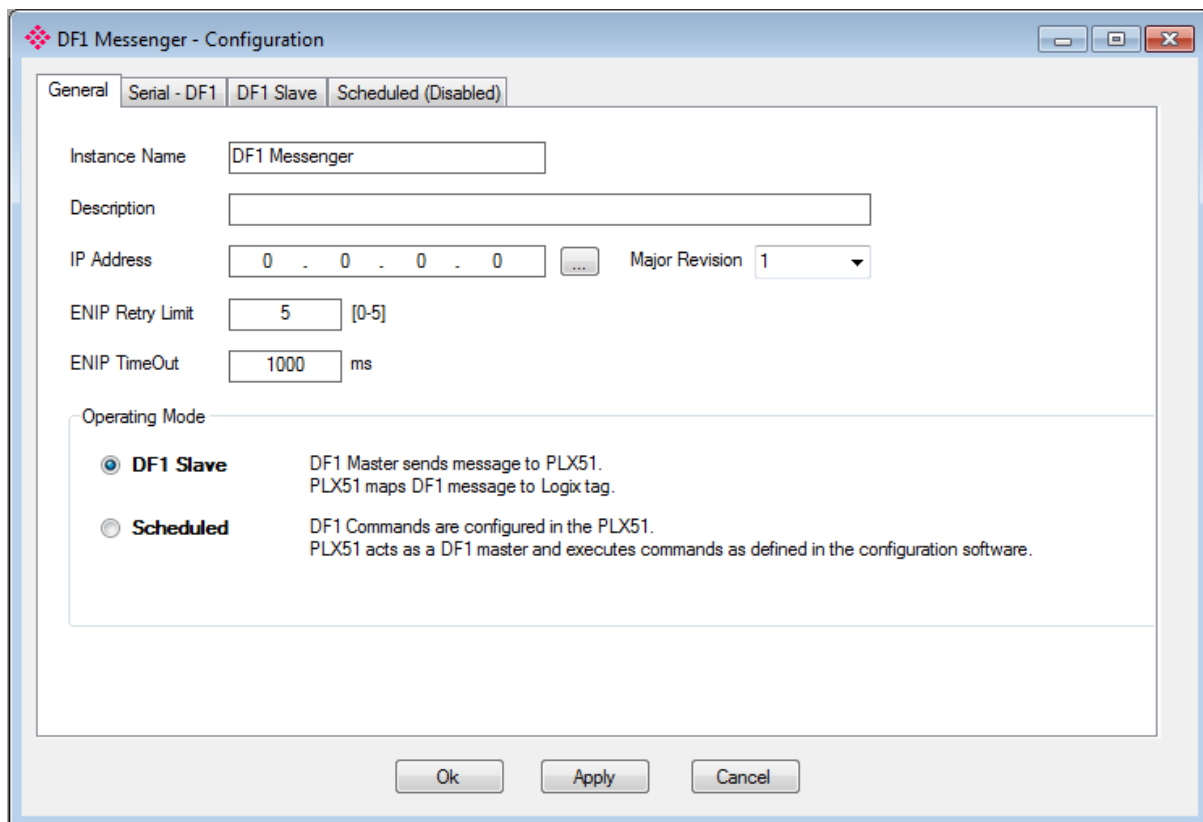 DF1 Messenger - Configuration
General Serial - DF1 DF1 Slave Scheduled (Disabled)
Instance Name DF1 Messenger
Description
IP Address 0 . 0 . 0 . 0 ... Major Revision 1
ENIP Retry Limit 5 [0-5]
ENIP TimeOut 1000 ms
Operating Mode
DF1 Slave DF1 Master sends message to PLX51.
PLX51 maps DF1 message to Logix tag.
Scheduled DF1 Commands are configured in the PLX51.
PLX51 acts as a DF1 master and executes commands as defined in the configuration software.
Ok Apply Cancel